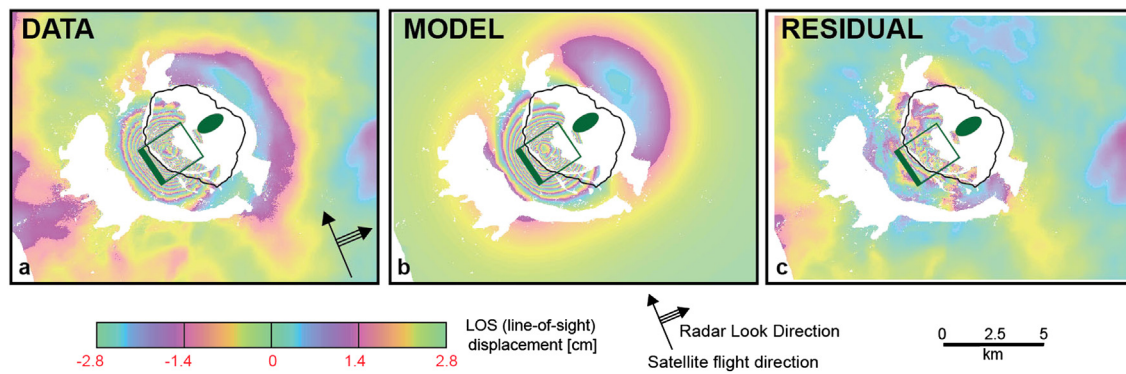 DATA
MODEL
RESIDUAL
a
b
c
LOS (line-of-sight)
displacement [cm]
-2.8
-1.4
0
1.4
2.8
Radar Look Direction
Satellite flight direction
0
2.5
5
km